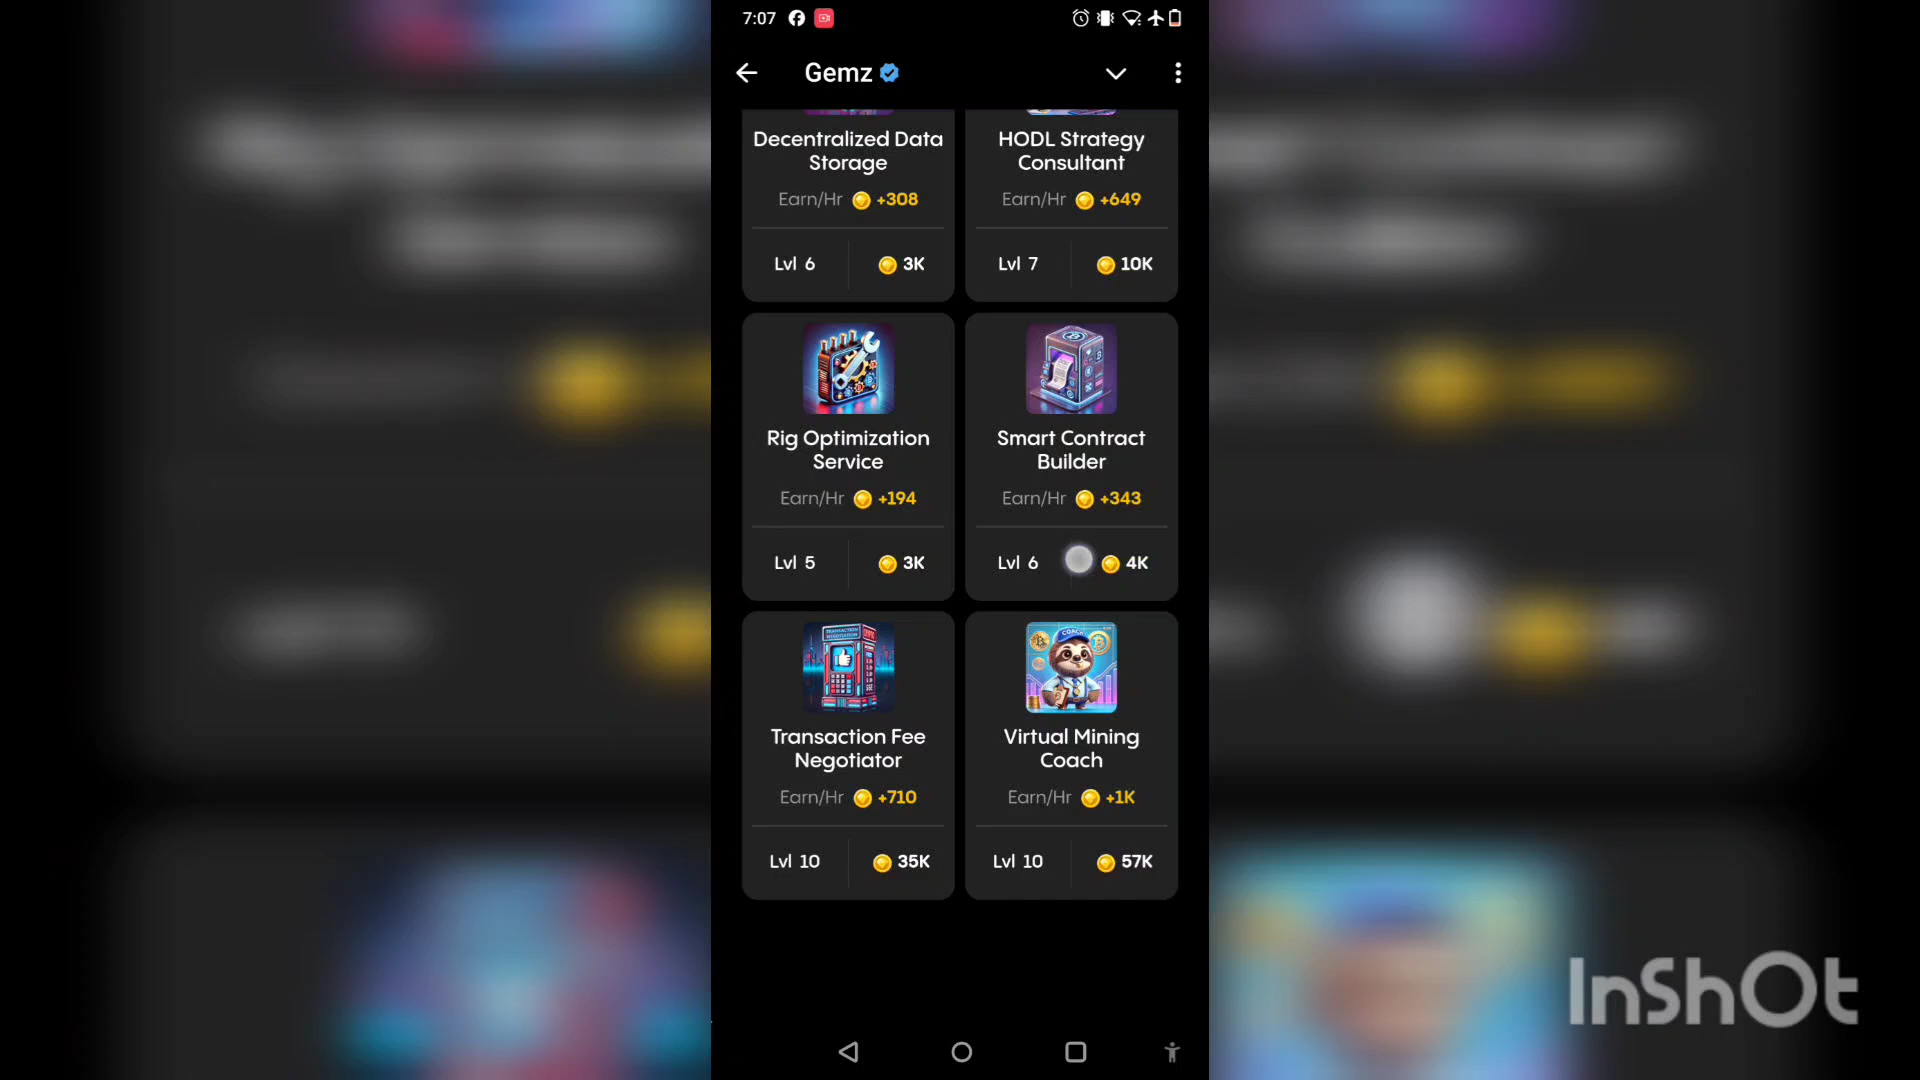 7:07
Gemz
Decentralized Data
Storage
Earn/Hr +308
Lvl 6 3K
HODL Strategy
Consultant
Earn/Hr +649
Lvl 7 10K
Rig Optimization
Service
Earn/Hr +194
Lvl 5 3K
Smart Contract
Builder
Earn/Hr +343
Lvl 6 4K
TRANSACTION
Transaction Fee
Negotiator
Earn/Hr +710
Lvl 10 35K
COACH
Virtual Mining
Coach
Earn/Hr +1K
Lvl 10 57K
InShOt